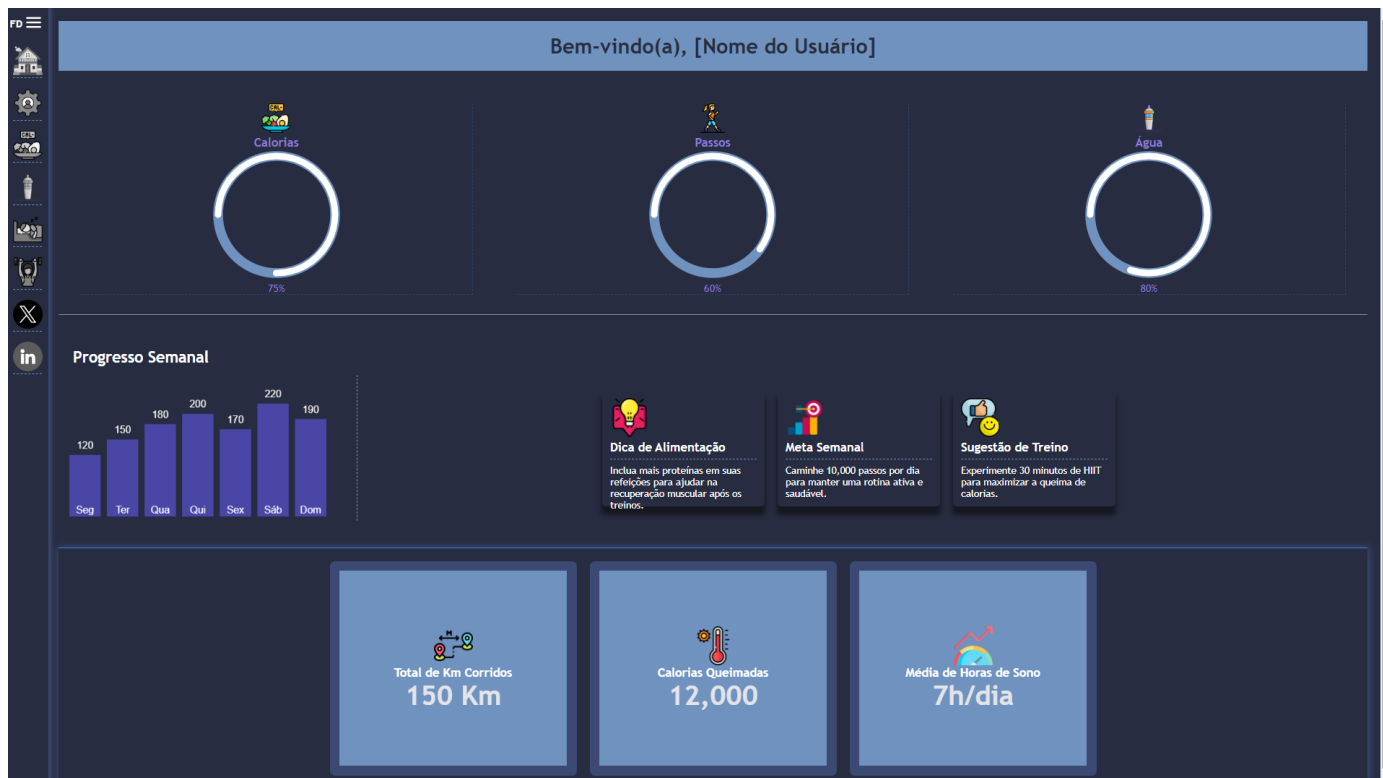 FD
Bem-vindo(a), [Nome do Usuário]
CAL
Calorias
75%
Passos
60%
Água
80%
in
Progresso Semanal
120
150
180
200
170
220
190
Seg
Ter
Qua
Qui
Sex
Sáb
Dom
Dica de Alimentação
Inclua mais proteínas em suas
refeições para ajudar na
recuperação muscular após os
treinos.
Meta Semanal
Caminhe 10,000 passos por dia
para manter uma rotina ativa e
saudável.
Sugestão de Treino
Experimente 30 minutos de HIIT
para maximizar a queima de
calorias.
Total de Km Corridos
150 Km
Calorias Queimadas
12,000
Média de Horas de Sono
7h/dia